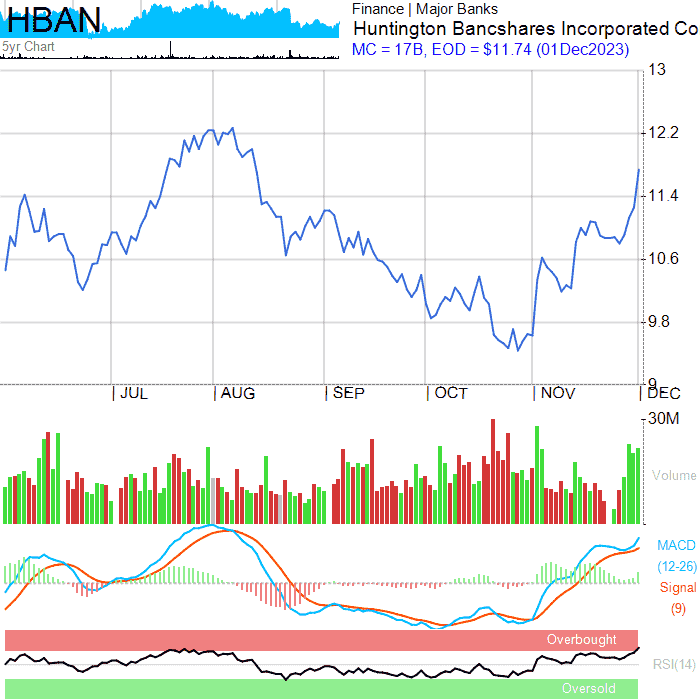 HBAN
5yr Chart
Finance | Major Banks
Huntington Bancshares Incorporated Co
MC = 17B, EOD = $11.74 (01Dec2023)
13
12.2
11.4
10.6
9.8
9
JUL AUG SEP OCT NOV DEC
30M
Volume
MACD
(12-26)
Signal
(9)
Overbought
RSI(14)
Oversold